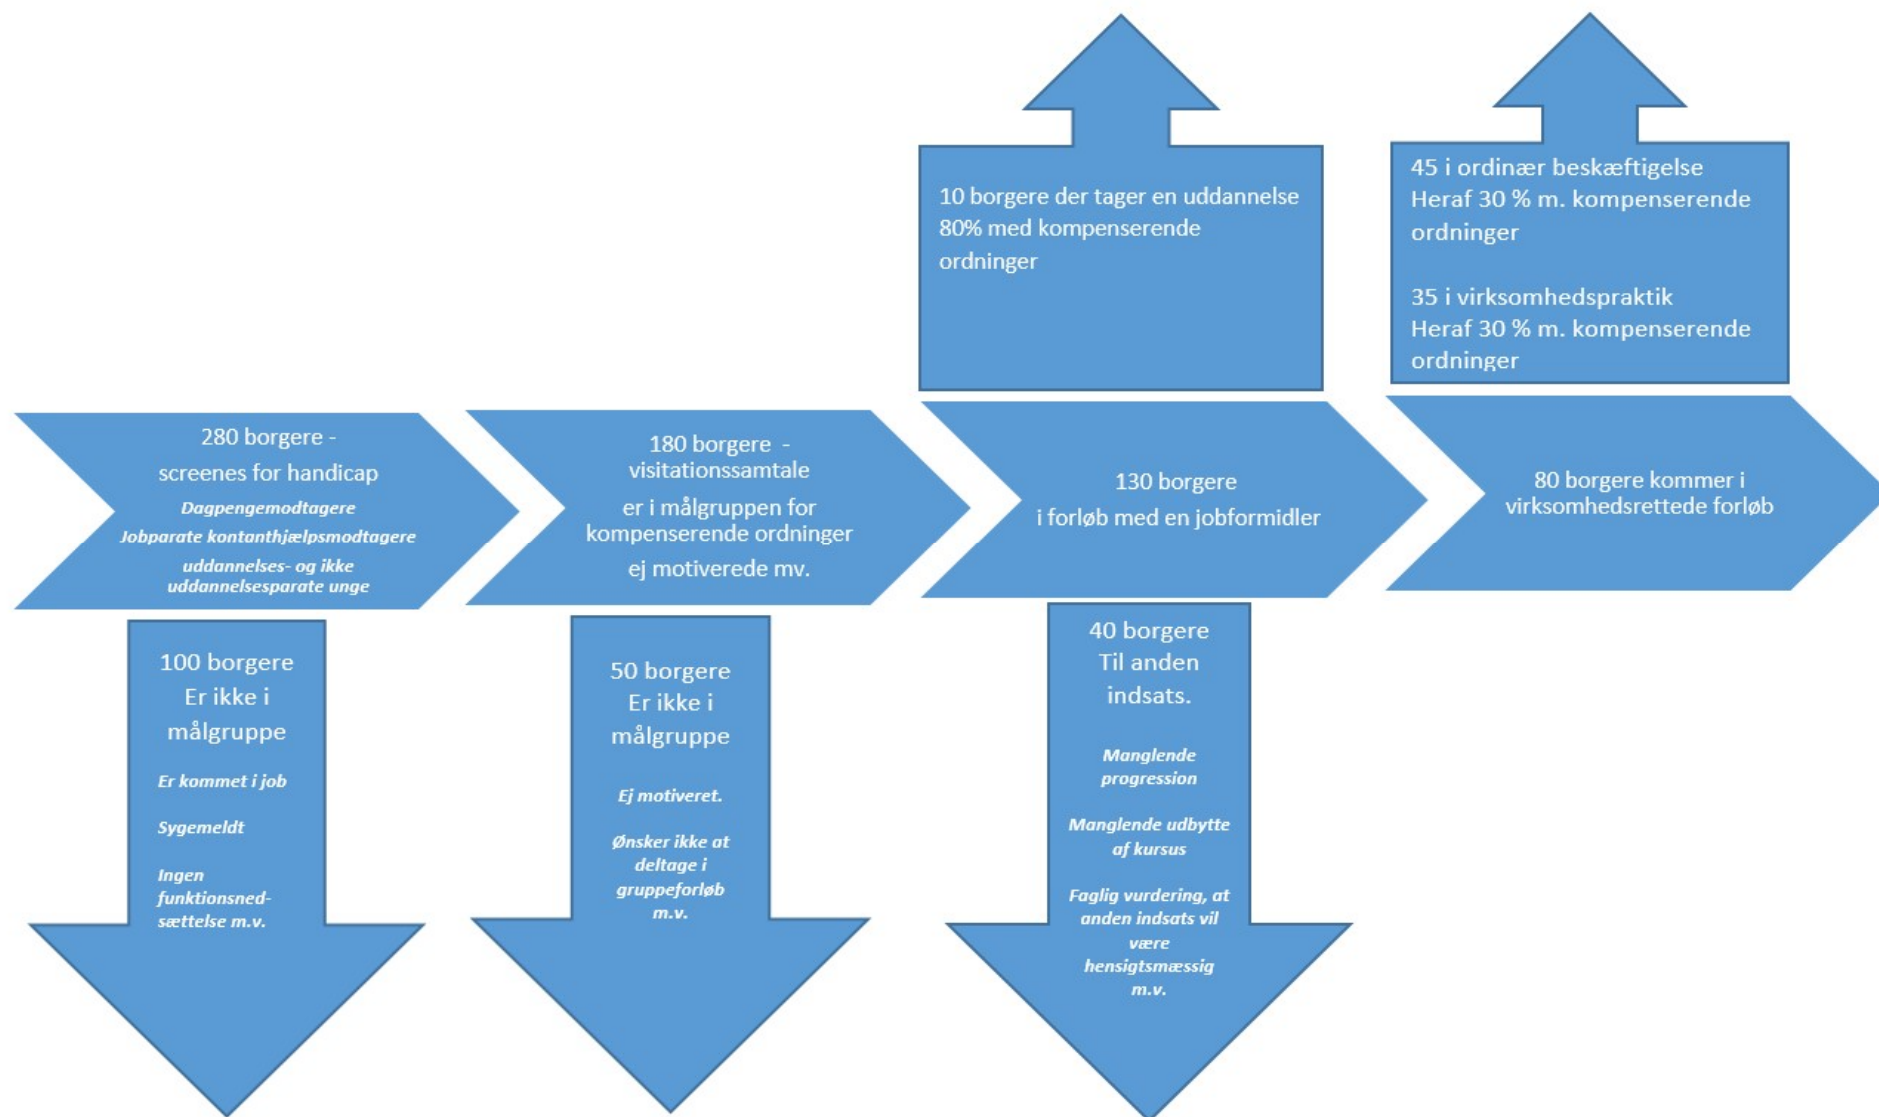 10 borgere der tager en uddannelse
80% med kompenserende
ordninger
45 i ordinær beskæftigelse
Heraf 30 % m. kompenserende
ordninger
35 i virksomhedspraktik
Heraf 30 % m. kompenserende
ordninger
280 borgere -
screenes for handicap
Dagpengemodtagere
Jobparate kontanthjælpsmodtagere
uddannelses- og ikke
uddannelsesparate unge
180 borgere -
visitationssamtale
er i målgruppen for
kompenserende ordninger
ej motiverede mv.
130 borgere
i forløb med en jobformidler
80 borgere kommer i
virksomhedsrettede forløb
100 borgere
Er ikke i
målgruppe
Er kommet i job
Sygemeldt
Ingen
funktionsned-
sættelse m.v.
50 borgere
Er ikke i
målgruppe
Ej motiveret.
Ønsker ikke at
deltage i
gruppeforløb
m.v.
40 borgere
Til anden
indsats.
Manglende
progression
Manglende udbytte
af kursus
Faglig vurdering, at
anden indsats vil
være
hensigtsmæssig
m.v.